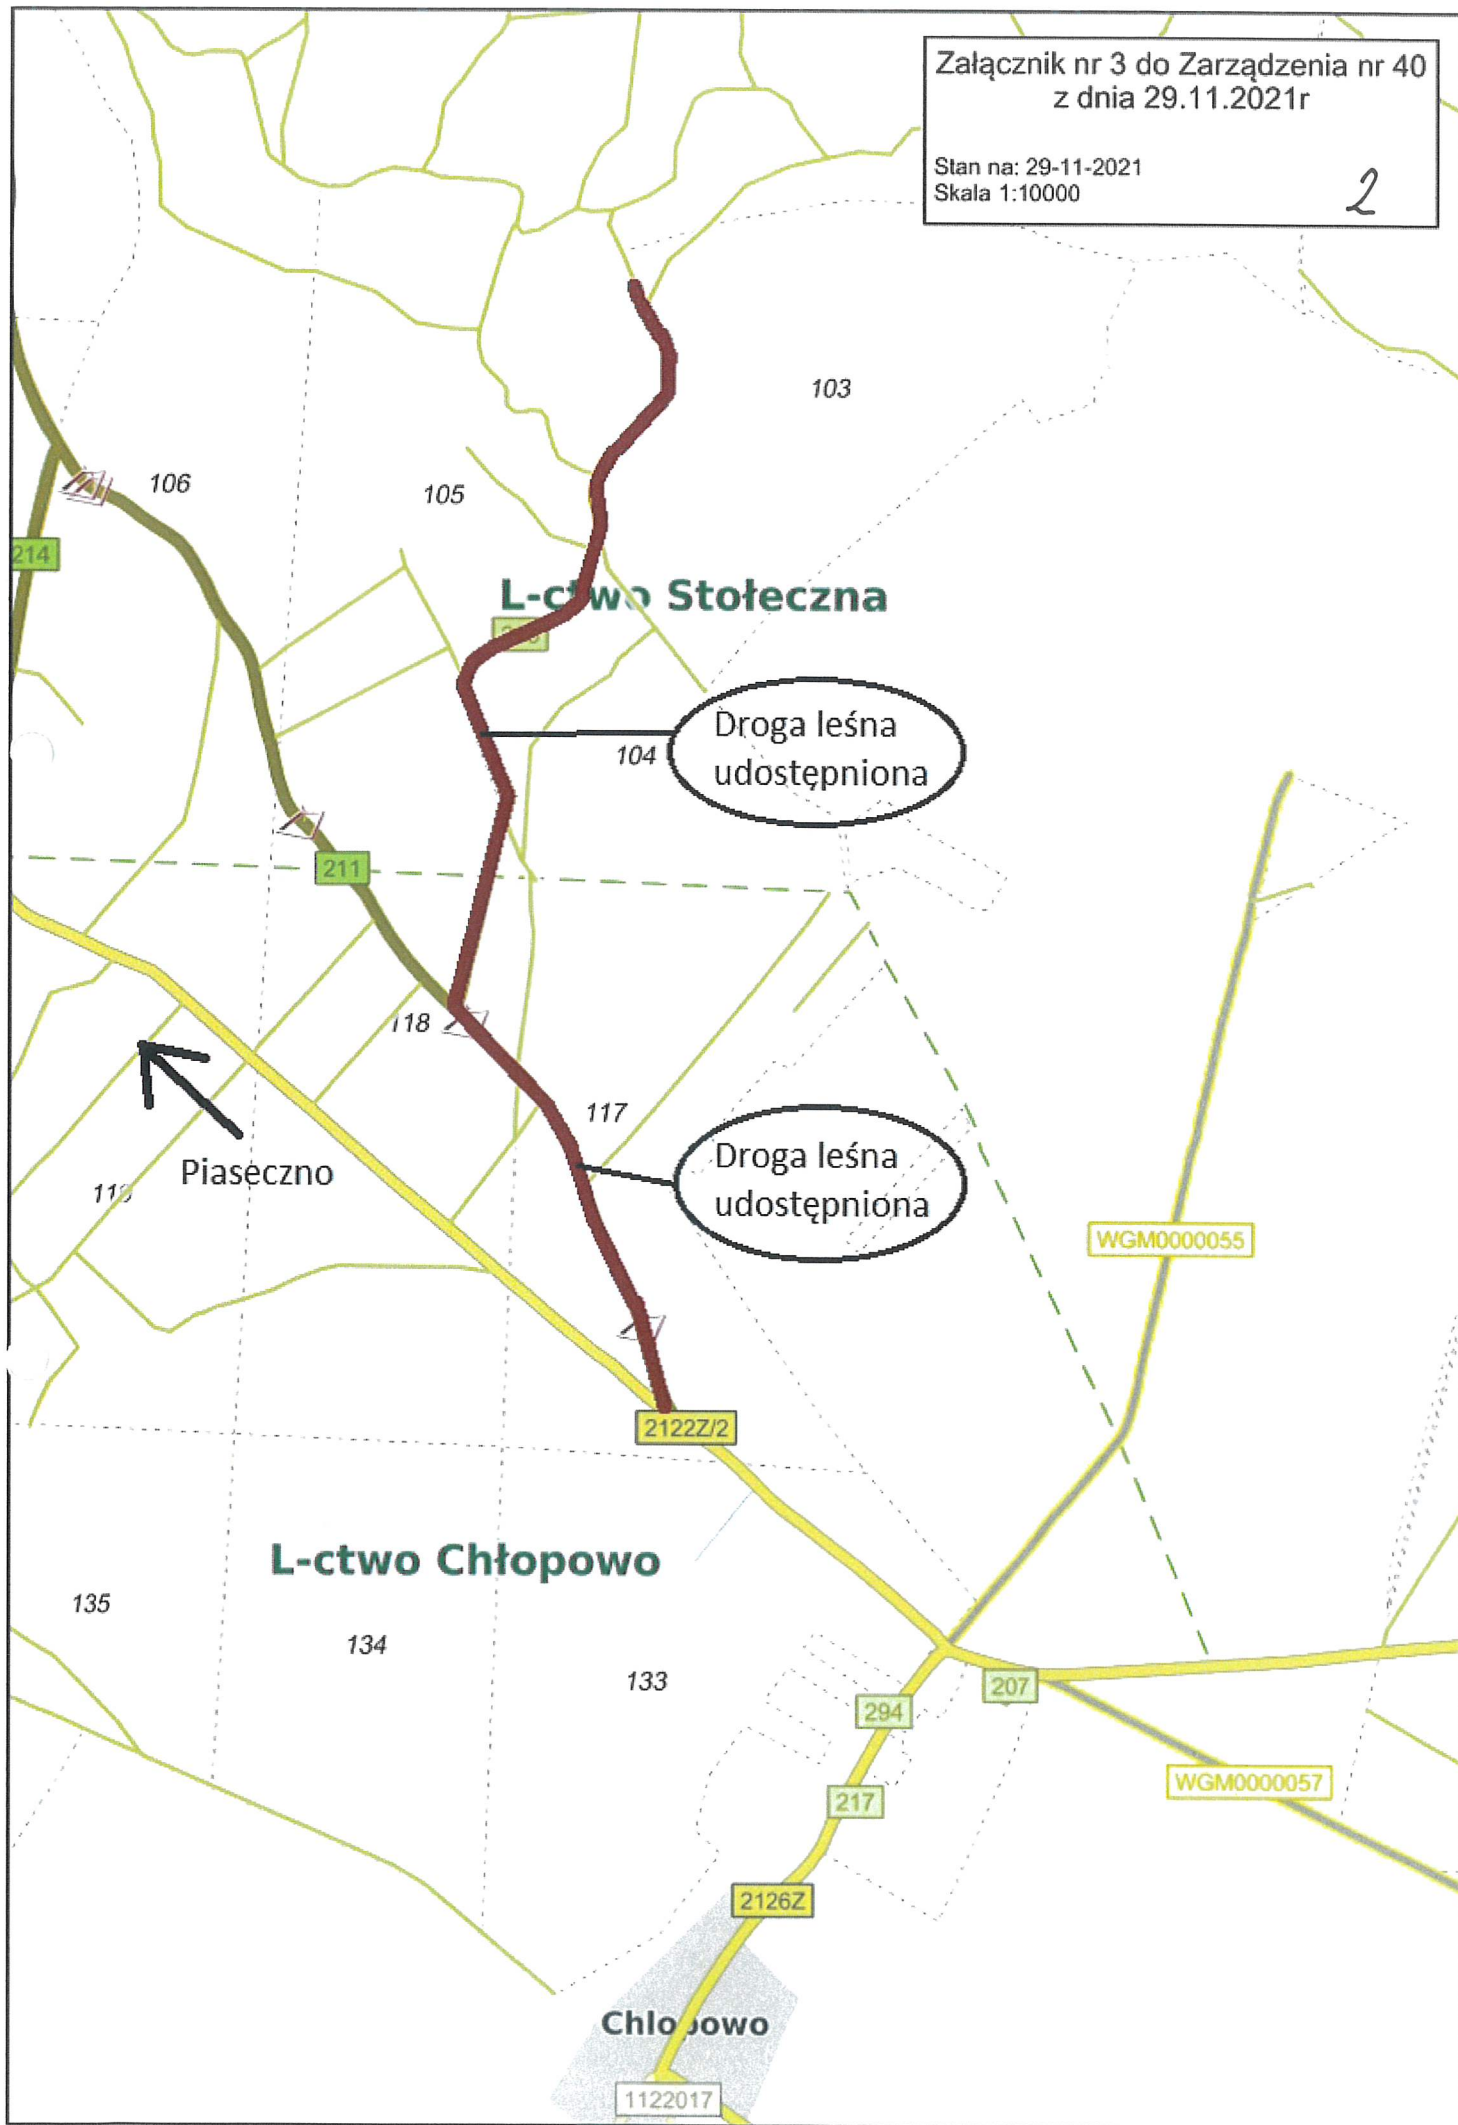 Załącznik nr 3 do Zarządzenia nr 40
z dnia 29.11.2021r
Stan na: 29-11-2021
Skala 1:10000
2
103
106
105
214
L-ctwo Stołeczna
Droga leśna
udostępniona
104
211
118
117
Droga leśna
udostępniona
Piaseczno
WGM0000055
2122Z/2
L-ctwo Chłopowo
135
134
133
207
294
WGM0000057
217
2126Z
Chlopowo
1122017